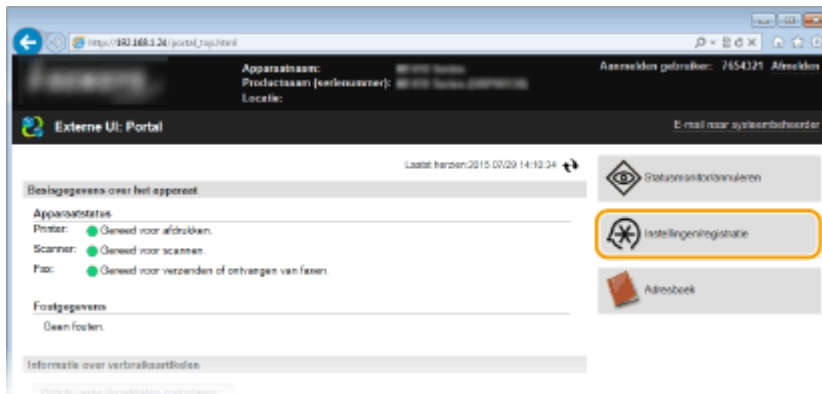 http://192.168.1.24/portal_top.html
Apparaatnaam:
Productnaam [serienummer]:
Locatie:
Aanmelden gebruiker: 7654321 Afmelden
Externe UI: Portal
E-mail naar systeembeheerder
Laatst herzien:2015 07/29 14:10:34
Basisgegevens over het apparaat
Apparaatstatus
Printer: Gereed voor afdrukken.
Scanner: Gereed voor scannen.
Fax: Gereed voor verzenden of ontvangen van faxen.
Foutgegevens
Geen fouten.
Informatie over verbruiksartikelen
Statusmonitor/annuleren
Instellingen/registratie
Adresboek